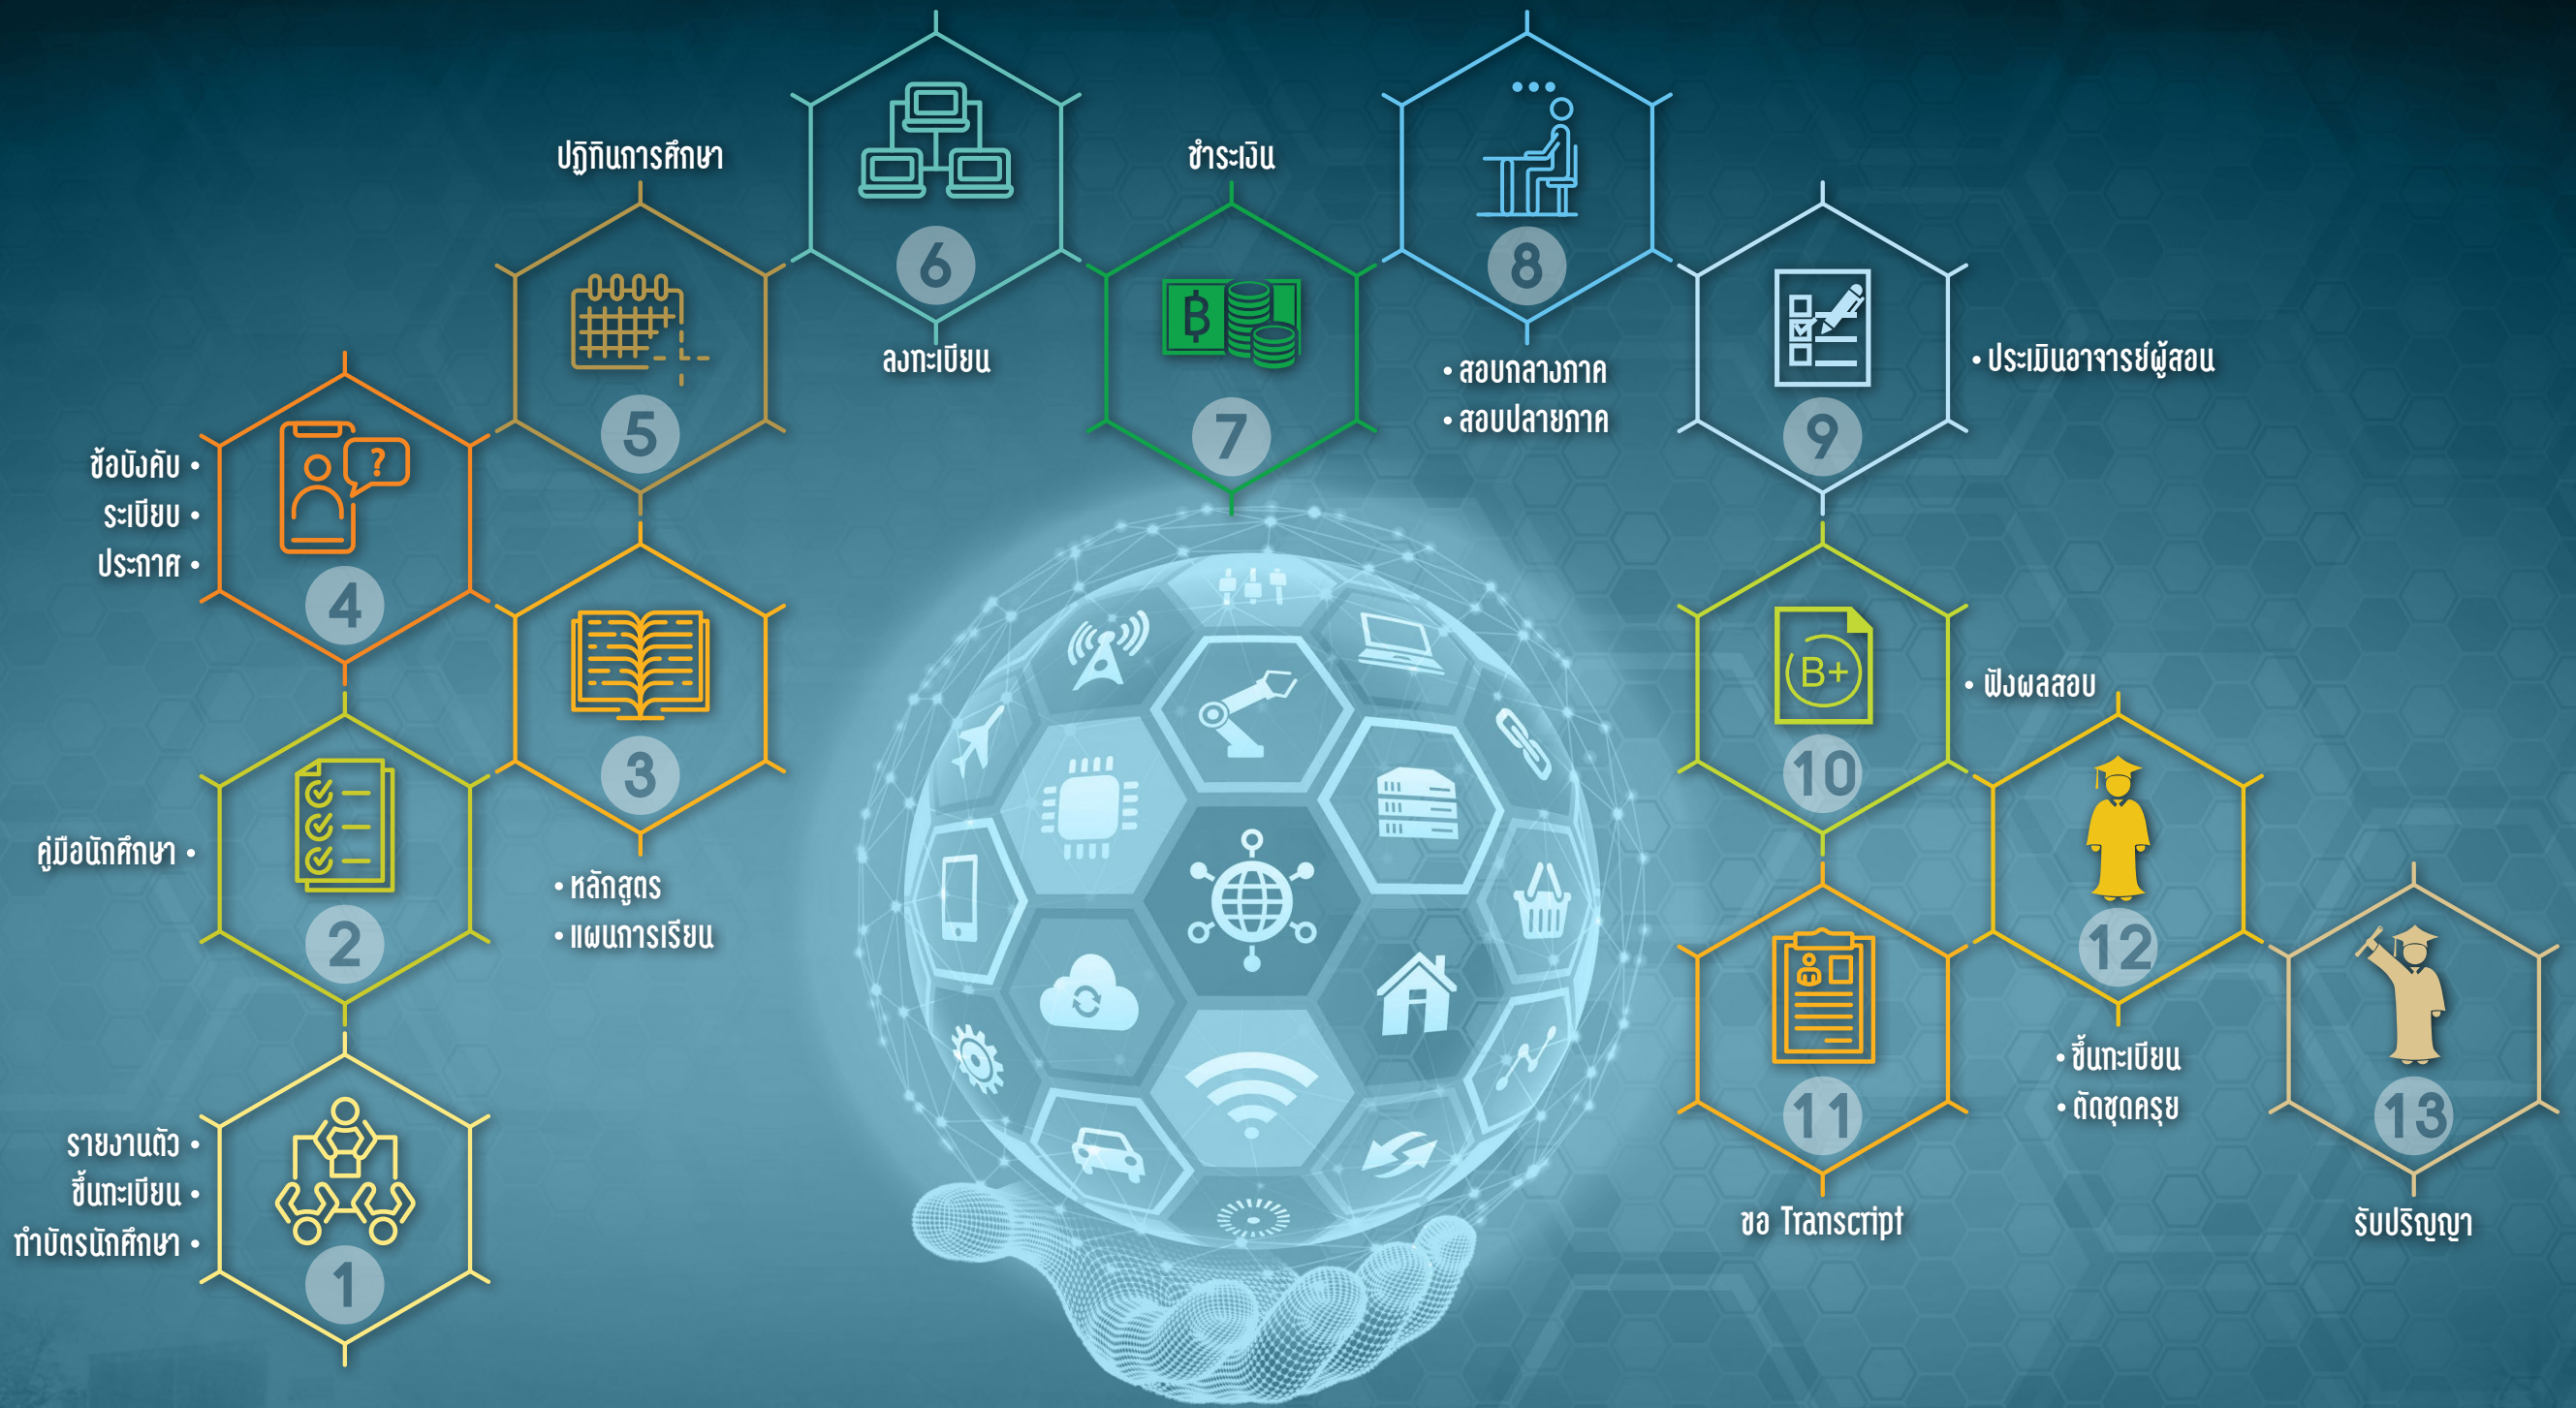 รายงานตัว •
ขึ้นทะเบียน •
ทำบัตรนักศึกษา •
1
คู่มือนักศึกษา •
2
3
• หลักสูตร
• แผนการเรียน
ข้อบังคับ •
ระเบียบ •
ประกาศ •
?
4
ปฏิทินการศึกษา
5
6
ลงทะเบียน
ชำระเงิน
฿
7
8
• สอบกลางภาค
• สอบปลายภาค
9
• ประเมินอาจารย์ผู้สอน
B+
10
• ฟังผลสอบ
11
ขอ Transcript
12
• ขึ้นทะเบียน
• ตัดชุดครุย
13
รับปริญญา